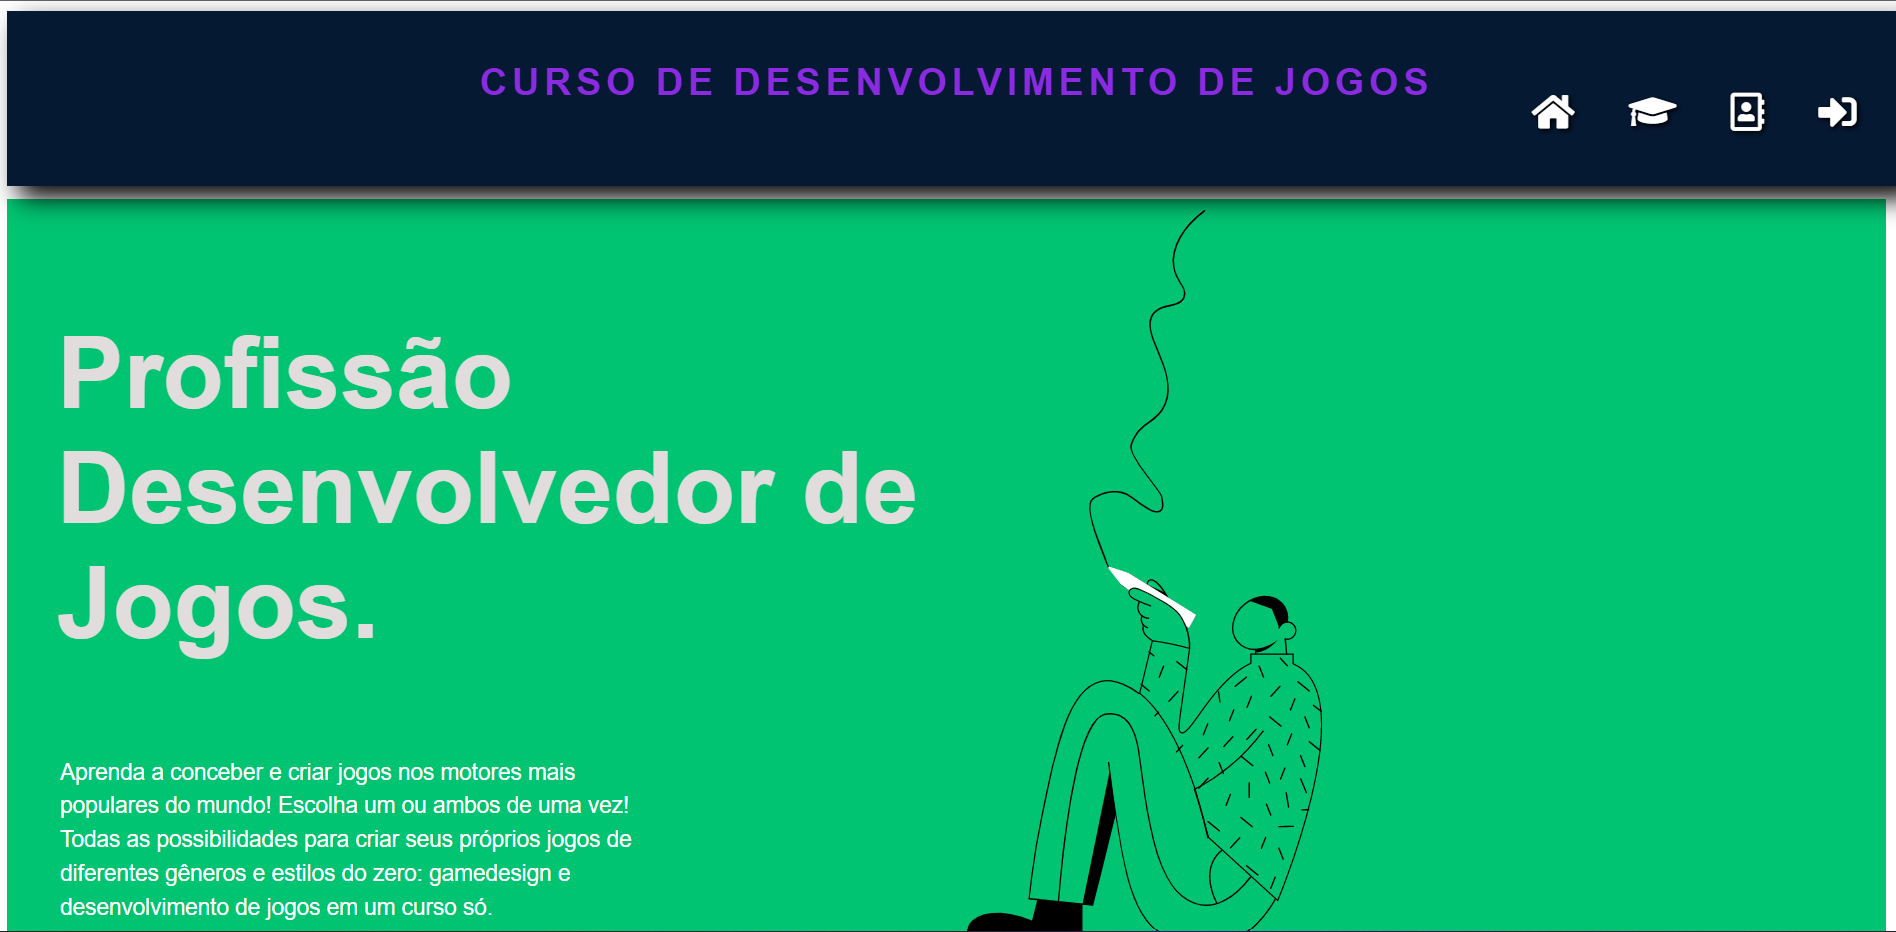 CURSO DE DESENVOLVIMENTO DE JOGOS
Profissão
Desenvolvedor de
Jogos.
Aprenda a conceber e criar jogos nos motores mais
populares do mundo! Escolha um ou ambos de uma vez!
Todas as possibilidades para criar seus próprios jogos de
diferentes gêneros e estilos do zero: gamedesign e
desenvolvimento de jogos em um curso só.